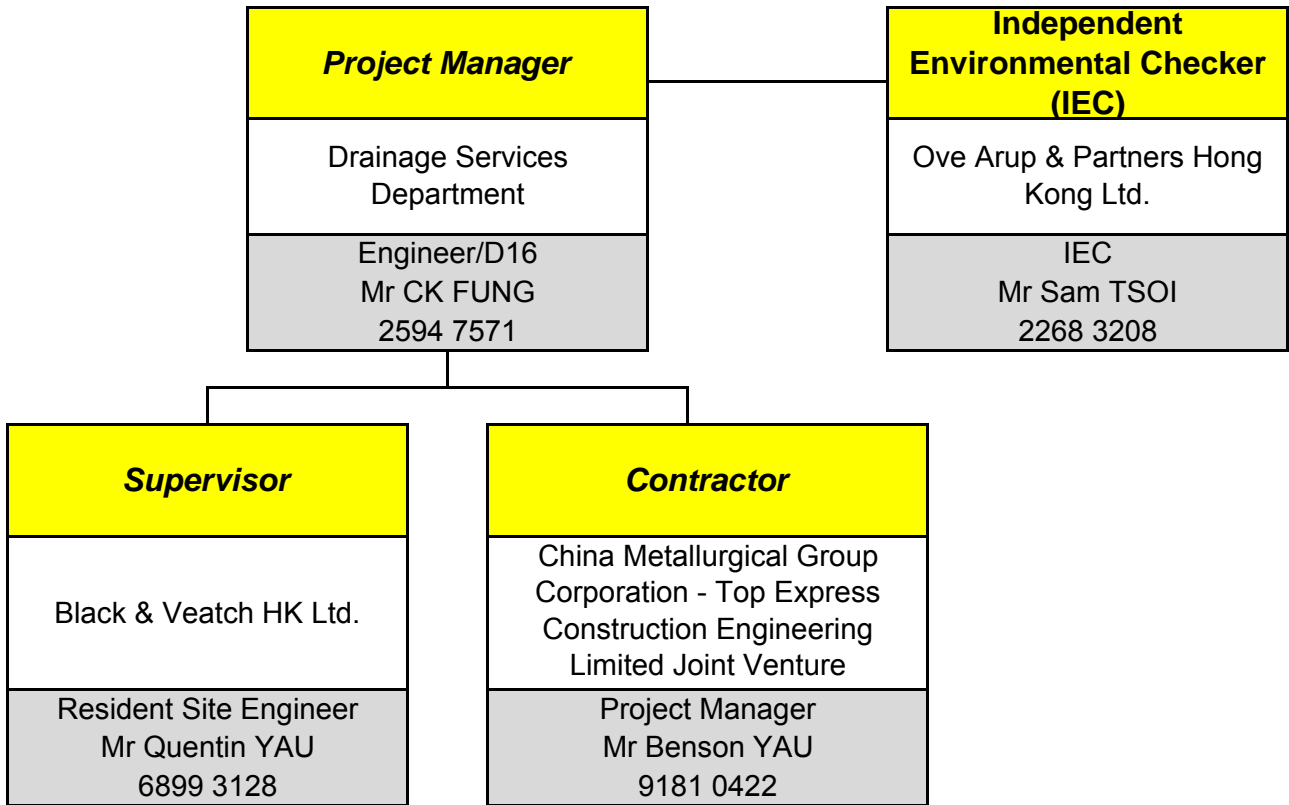 Project Manager
Drainage Services
Department
Engineer/D16
Mr CK FUNG
2594 7571
Independent
Environmental Checker
(IEC)
Ove Arup & Partners Hong
Kong Ltd.
IEC
Mr Sam TSOI
2268 3208
Supervisor
Black & Veatch HK Ltd.
Resident Site Engineer
Mr Quentin YAU
6899 3128
Contractor
China Metallurgical Group
Corporation - Top Express
Construction Engineering
Limited Joint Venture
Project Manager
Mr Benson YAU
9181 0422